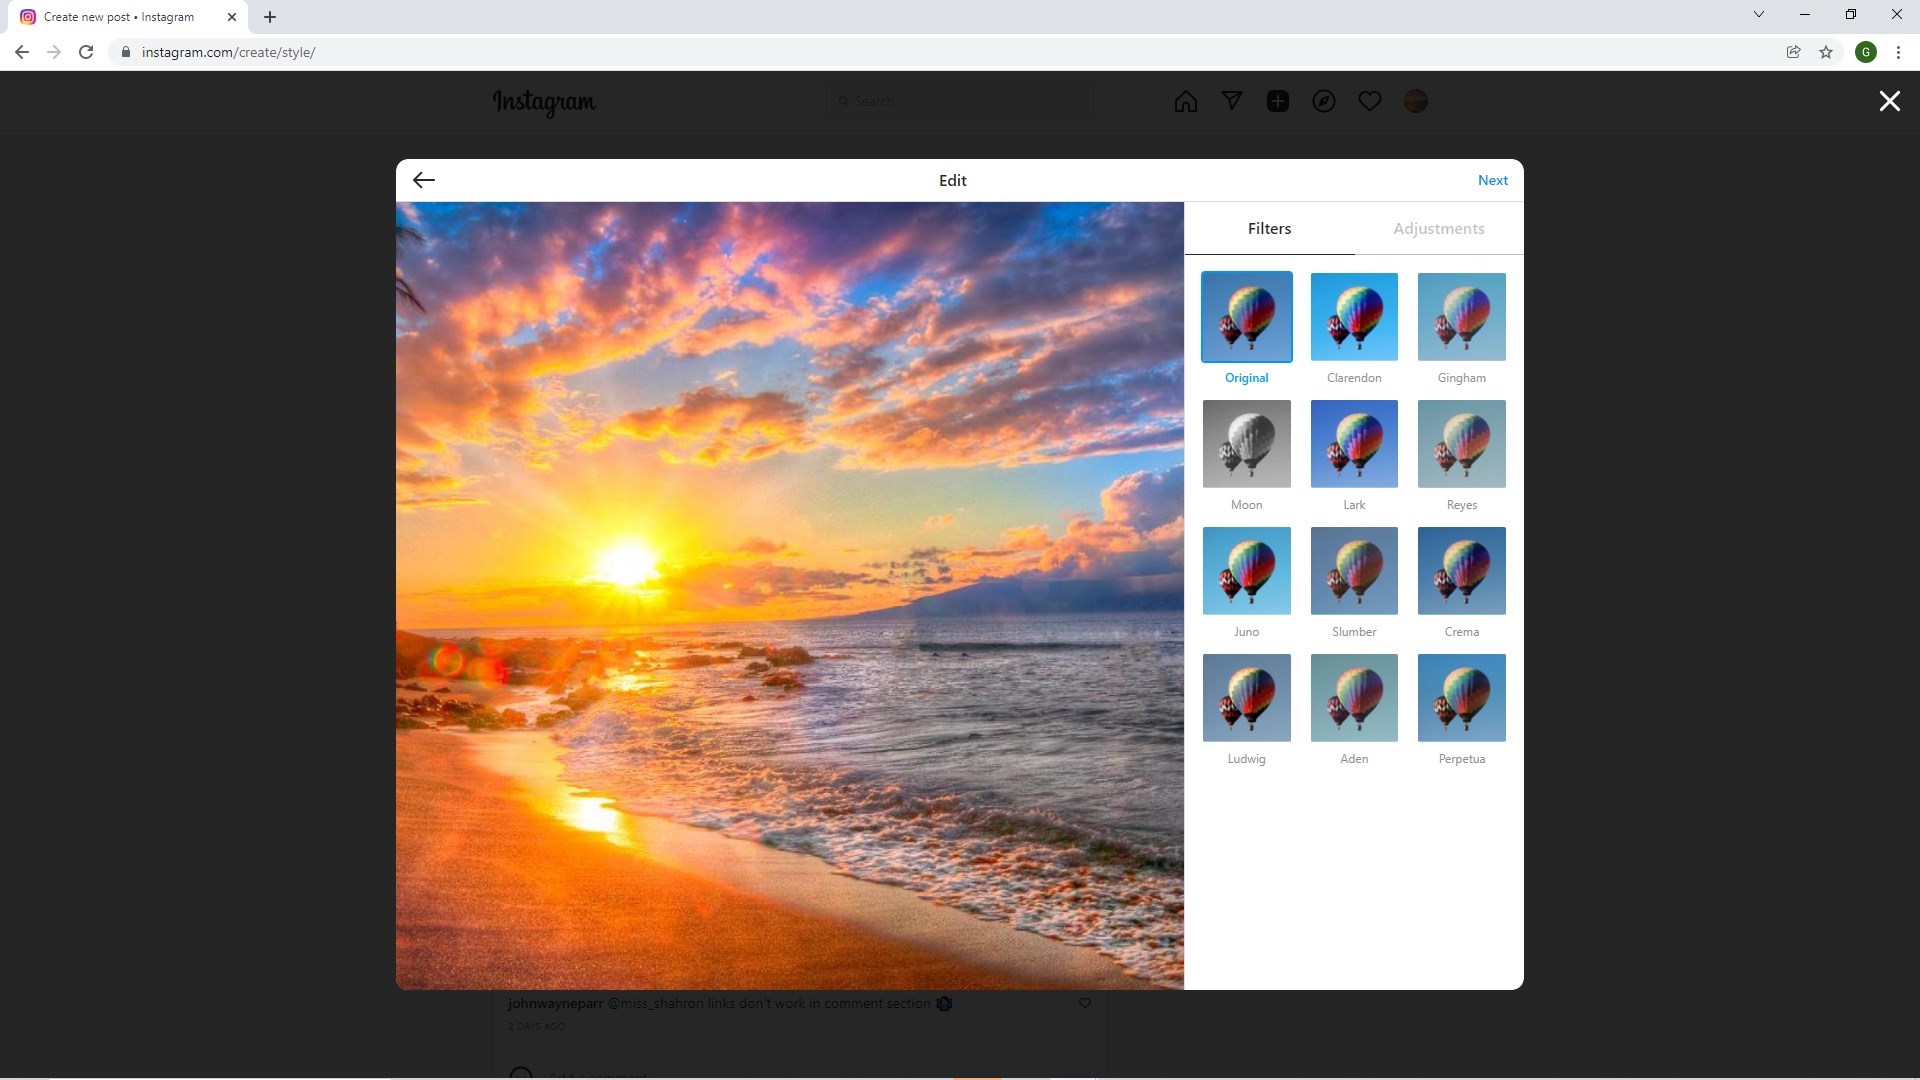 Create new post • Instagram
instagram.com/create/style/
G
Instagram
Search
Edit
Next
Filters
Adjustments
Original
Clarendon
Gingham
Moon
Lark
Reyes
Juno
Slumber
Crema
Ludwig
Aden
Perpetua
johnwayneparr @miss_shahron links don't work in comment section
2 DAYS AGO
Add a comment